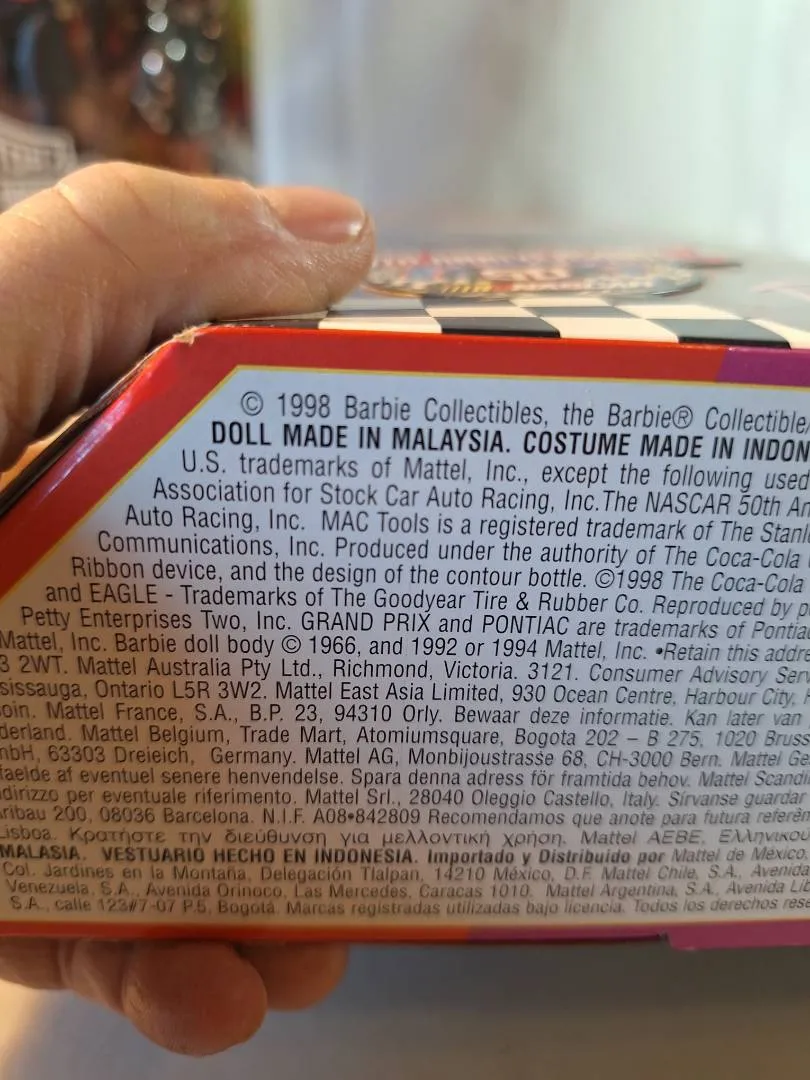 © 1998 Barbie Collectibles, the Barbie® Collectible
DOLL MADE IN MALAYSIA. COSTUME MADE IN INDON
U.S. trademarks of Mattel, Inc., except the following used
Association for Stock Car Auto Racing, Inc.The NASCAR 50th An
Auto Racing, Inc. MAC Tools is a registered trademark of The Stanl
Communications, Inc. Produced under the authority of The Coca-Cola
Ribbon device, and the design of the contour bottle. ©1998 The Coca-Cola
and EAGLE - Trademarks of The Goodyear Tire & Rubber Co. Reproduced by p
Petty Enterprises Two, Inc. GRAND PRIX and PONTIAC are trademarks of Pontia
Mattel, Inc. Barbie doll body © 1966, and 1992 or 1994 Mattel, Inc. •Retain this addre
3 2WT. Mattel Australia Pty Ltd., Richmond, Victoria. 3121. Consumer Advisory Serv
sissauga, Ontario L5R 3W2. Mattel East Asia Limited, 930 Ocean Centre, Harbour City,
oin. Mattel France, S.A., B.P. 23, 94310 Orly. Bewaar deze informatie. Kan later van
derland. Mattel Belgium, Trade Mart, Atomiumsquare, Bogota 202 – B 275, 1020 Bruss
mbH, 63303 Dreieich, Germany. Mattel AG, Monbijoustrasse 68, CH-3000 Bern. Mattel Ge
faelde af eventuel senere henvendelse. Spara denna adress för framtida behov. Mattel Scandi
ndirizzo per eventuale riferimento. Mattel Srl., 28040 Oleggio Castello, Italy. Sírvanse guardar
Aribau 200, 08036 Barcelona. N.I.F. A08•842809 Recomendamos que anote para futura referên
Lisboa. Κρατήστε την διεύθυνση για μελλοντική χρήση. Mattel AEBE, Ελληνικού
MALASIA. VESTUARIO HECHO EN INDONESIA. Importado y Distribuido por Mattel de México,
Col. Jardines en la Montaña, Delegación Tlalpan, 14210 México, D.F. Mattel Chile, S.A., Avenida
Venezuela, S.A., Avenida Orinoco, Las Mercedes, Caracas 1010. Mattel Argentina, S.A., Avenida Lib
S.A., calle 123#7-07 P.5, Bogotá. Marcas registradas utilizadas bajo licencia. Todos los derechos rese